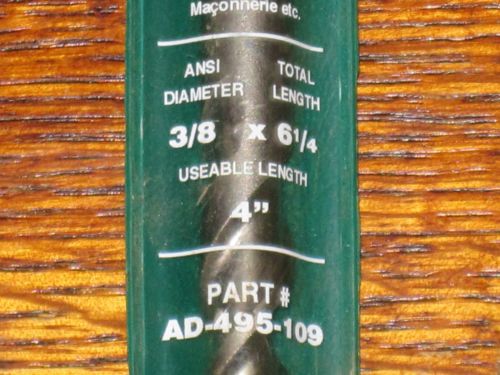 Maçonnerie etc.
ANSI TOTAL
DIAMETER LENGTH
3/8 x 6 1/4
USEABLE LENGTH
4”
PART #
AD-495-109